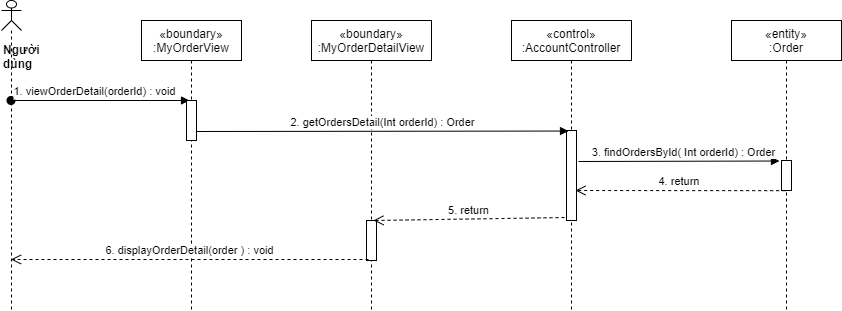 Người
dùng
«boundary»
:MyOrderView
«boundary»
:MyOrderDetailView
«control»
:AccountController
«entity»
:Order
1. viewOrderDetail(orderId) : void
2. getOrdersDetail(Int orderId) : Order
3. findOrdersById( Int orderId) : Order
4. return
5. return
6. displayOrderDetail(order ) : void